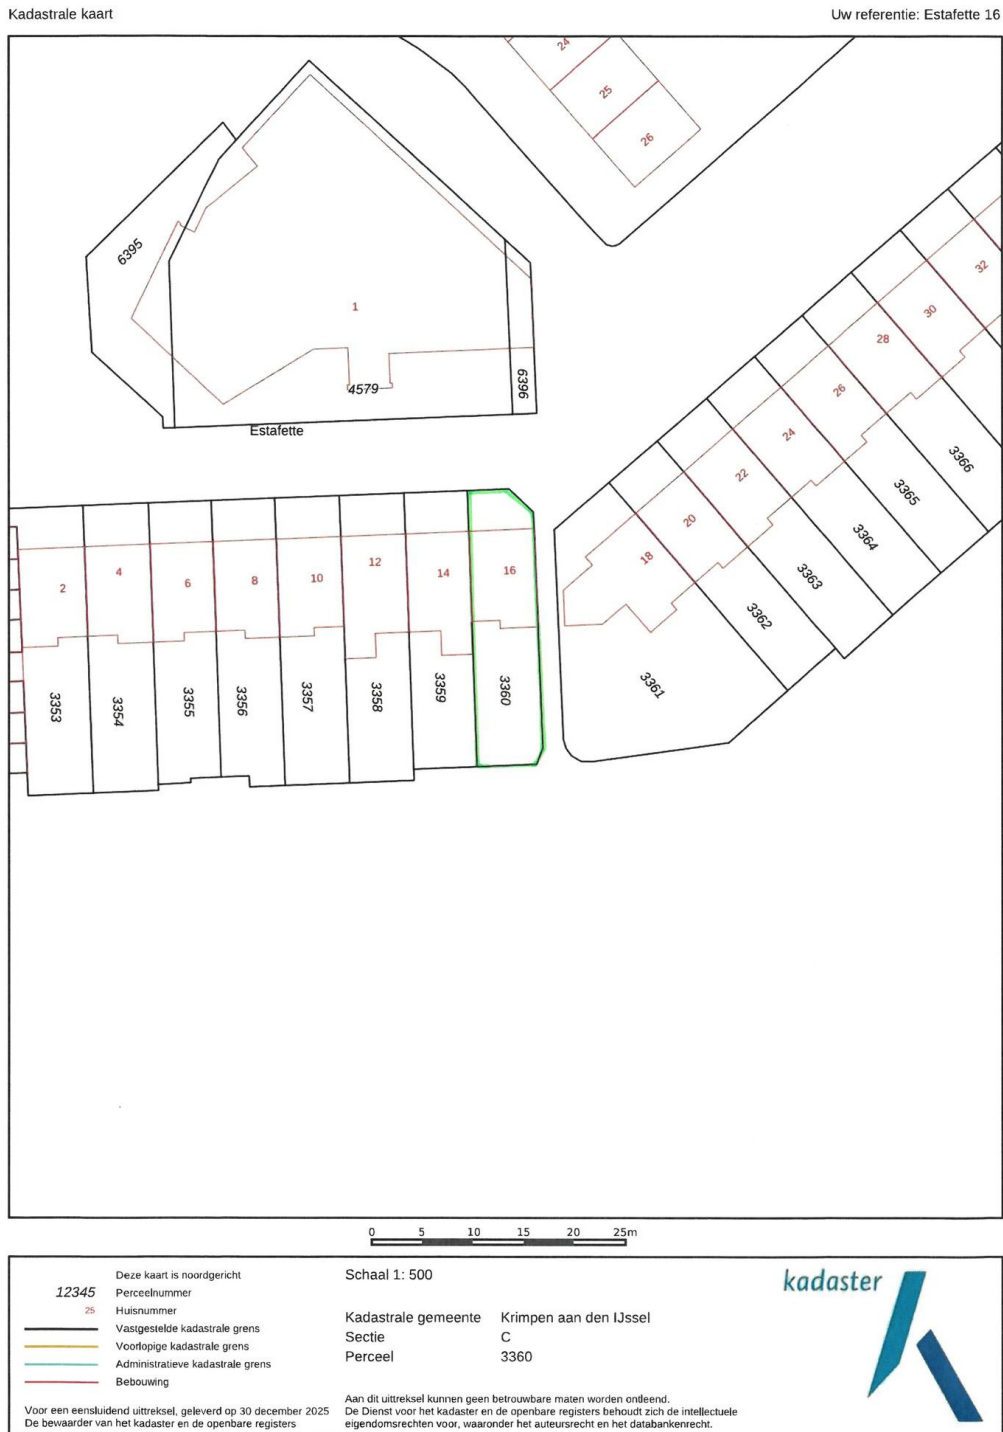 Kadastrale kaart
Uw referentie: Estafette 16
24
25
26
6395
1
32
30
28
4579
6396
26
Estafette
24
3366
22
3365
20
3364
18
12
16
4
14
10
8
6
2
3363
3362
3361
3353
3354
3355
3356
3357
3358
3359
3360
0 5 10 15 20 25m
Deze kaart is noordgericht
12345 Perceelnummer
25 Huisnummer
Vastgestelde kadastrale grens
Voorlopige kadastrale grens
Administratieve kadastrale grens
Bebouwing
Voor een eensluidend uittreksel, geleverd op 30 december 2025
De bewaarder van het kadaster en de openbare registers
Schaal 1: 500
Kadastrale gemeente Krimpen aan den IJssel
Sectie C
Perceel 3360
Aan dit uittreksel kunnen geen betrouwbare maten worden ontleend.
De Dienst voor het kadaster en de openbare registers behoudt zich de intellectuele
eigendomsrechten voor, waaronder het auteursrecht en het databankenrecht.
kadaster